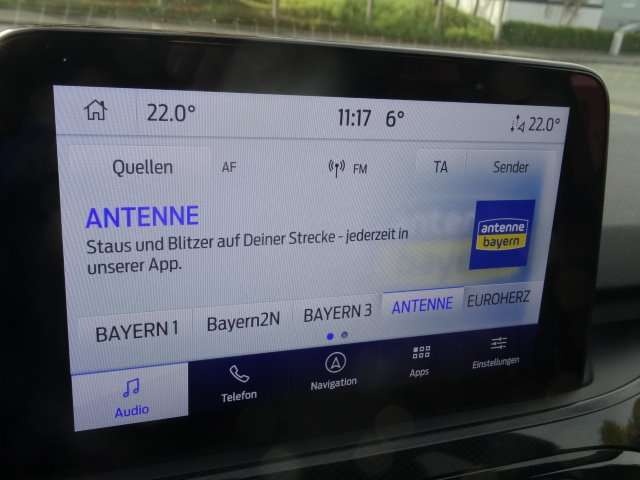 22.0°
11:17 6°
22.0°
Quellen
AF
FM
TA
Sender
ANTENNE
Staus und Blitzer auf Deiner Strecke - jederzeit in
unserer App.
antenne
bayern
BAYERN 1
Bayern2N
BAYERN 3
ANTENNE
EUROHERZ
Audio
Telefon
Navigation
Apps
Einstellungen